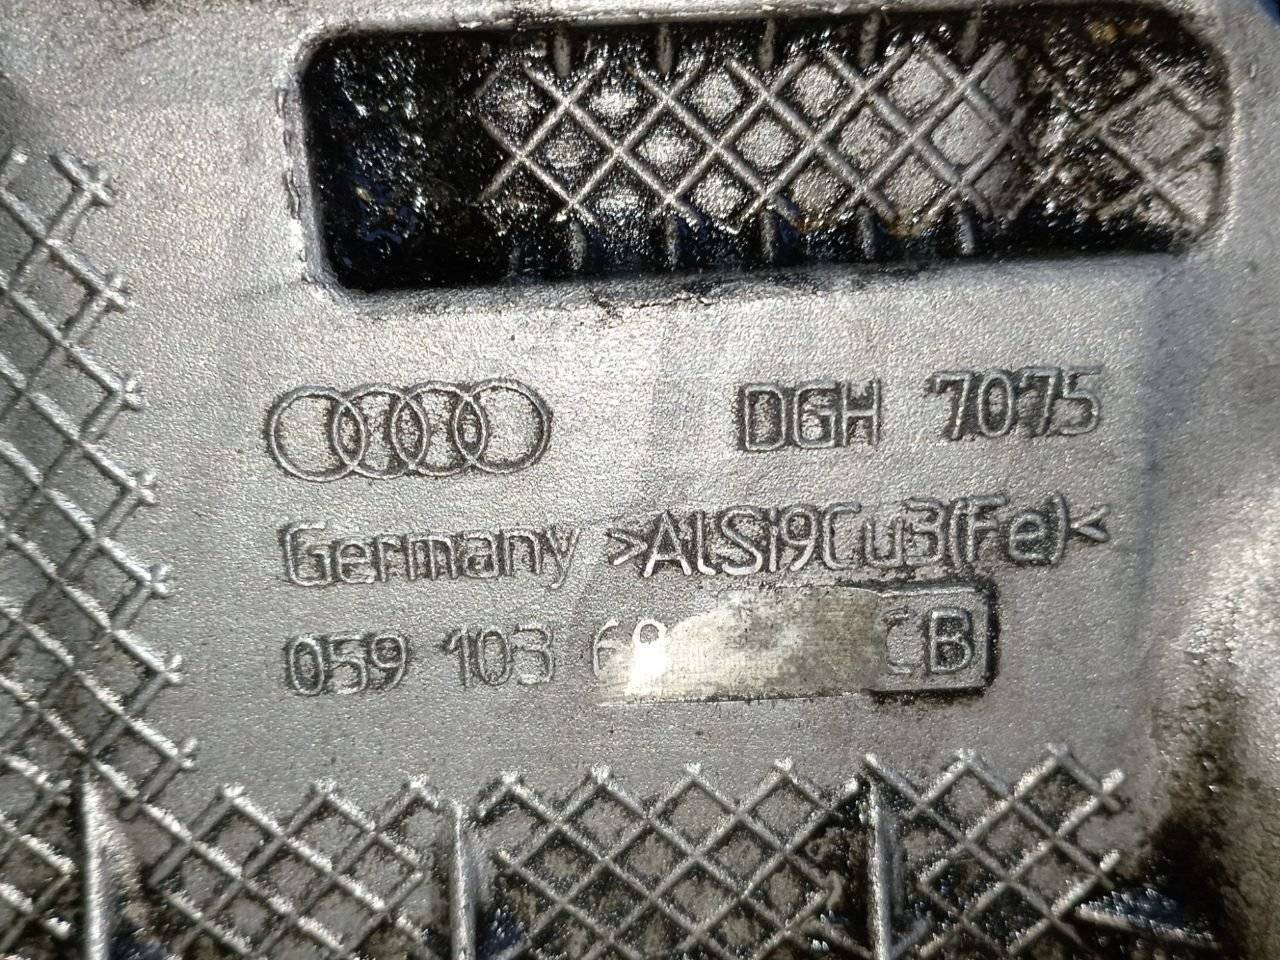 DGH 7075
Germany >AlSi9Cu3(Fe)<
059 103 6 CB